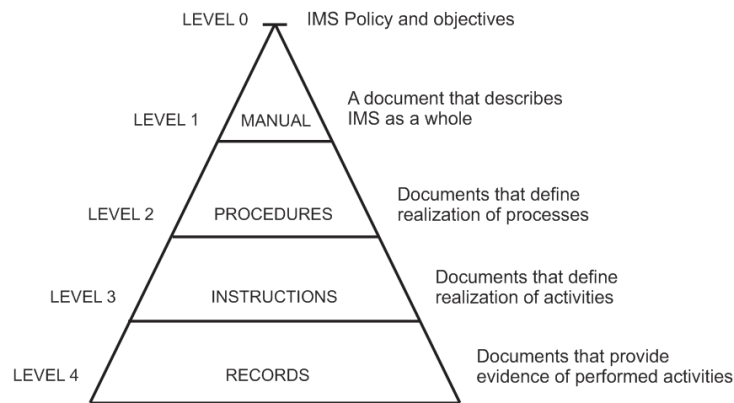 LEVEL 0 IMS Policy and objectives
A document that describes
LEVEL 1 MANUAL IMS as a whole
Documents that define
LEVEL 2 PROCEDURES realization of processes
Documents that define
LEVEL 3 INSTRUCTIONS realization of activities
Documents that provide
LEVEL 4 RECORDS evidence of performed activities